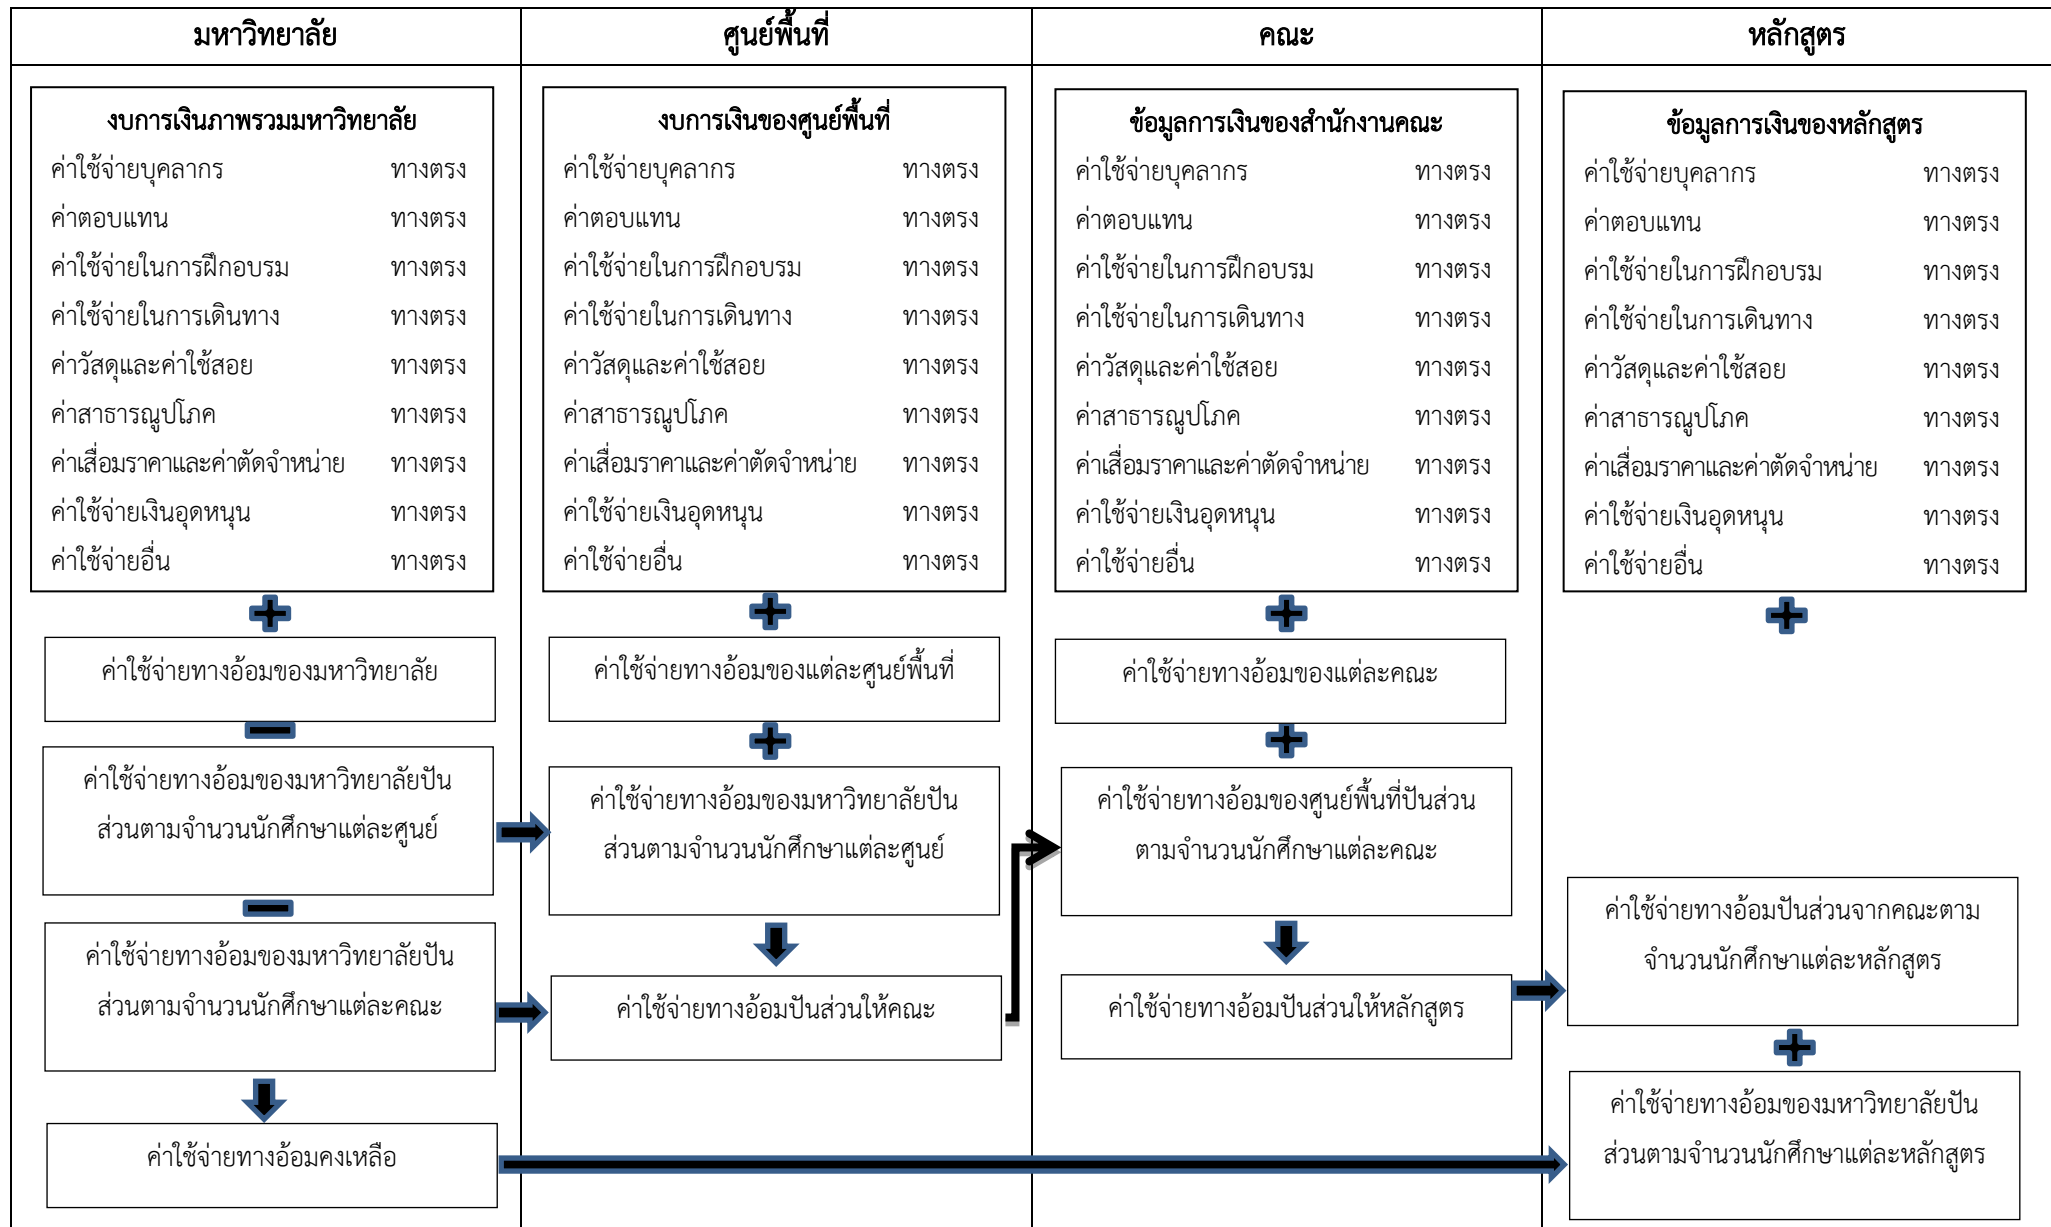 มหาวิทยาลัย
ศูนย์พื้นที่
คณะ
หลักสูตร
งบการเงินภาพรวมมหาวิทยาลัย
ค่าใช้จ่ายบุคลากร ทางตรง
ค่าตอบแทน ทางตรง
ค่าใช้จ่ายในการฝึกอบรม ทางตรง
ค่าใช้จ่ายในการเดินทาง ทางตรง
ค่าวัสดุและค่าใช้สอย ทางตรง
ค่าสาธารณูปโภค ทางตรง
ค่าเสื่อมราคาและค่าตัดจำหน่าย ทางตรง
ค่าใช้จ่ายเงินอุดหนุน ทางตรง
ค่าใช้จ่ายอื่น ทางตรง
ค่าใช้จ่ายทางอ้อมของมหาวิทยาลัย
ค่าใช้จ่ายทางอ้อมของมหาวิทยาลัยปัน
ส่วนตามจำนวนนักศึกษาแต่ละศูนย์
ค่าใช้จ่ายทางอ้อมของมหาวิทยาลัยปัน
ส่วนตามจำนวนนักศึกษาแต่ละคณะ
ค่าใช้จ่ายทางอ้อมคงเหลือ
งบการเงินของศูนย์พื้นที่
ค่าใช้จ่ายบุคลากร ทางตรง
ค่าตอบแทน ทางตรง
ค่าใช้จ่ายในการฝึกอบรม ทางตรง
ค่าใช้จ่ายในการเดินทาง ทางตรง
ค่าวัสดุและค่าใช้สอย ทางตรง
ค่าสาธารณูปโภค ทางตรง
ค่าเสื่อมราคาและค่าตัดจำหน่าย ทางตรง
ค่าใช้จ่ายเงินอุดหนุน ทางตรง
ค่าใช้จ่ายอื่น ทางตรง
ค่าใช้จ่ายทางอ้อมของแต่ละศูนย์พื้นที่
ค่าใช้จ่ายทางอ้อมของมหาวิทยาลัยปัน
ส่วนตามจำนวนนักศึกษาแต่ละศูนย์
ค่าใช้จ่ายทางอ้อมปันส่วนให้คณะ
ข้อมูลการเงินของสำนักงานคณะ
ค่าใช้จ่ายบุคลากร ทางตรง
ค่าตอบแทน ทางตรง
ค่าใช้จ่ายในการฝึกอบรม ทางตรง
ค่าใช้จ่ายในการเดินทาง ทางตรง
ค่าวัสดุและค่าใช้สอย ทางตรง
ค่าสาธารณูปโภค ทางตรง
ค่าเสื่อมราคาและค่าตัดจำหน่าย ทางตรง
ค่าใช้จ่ายเงินอุดหนุน ทางตรง
ค่าใช้จ่ายอื่น ทางตรง
ค่าใช้จ่ายทางอ้อมของแต่ละคณะ
ค่าใช้จ่ายทางอ้อมของศูนย์พื้นที่ปันส่วน
ตามจำนวนนักศึกษาแต่ละคณะ
ค่าใช้จ่ายทางอ้อมปันส่วนให้หลักสูตร
ข้อมูลการเงินของหลักสูตร
ค่าใช้จ่ายบุคลากร ทางตรง
ค่าตอบแทน ทางตรง
ค่าใช้จ่ายในการฝึกอบรม ทางตรง
ค่าใช้จ่ายในการเดินทาง ทางตรง
ค่าวัสดุและค่าใช้สอย ทางตรง
ค่าสาธารณูปโภค ทางตรง
ค่าเสื่อมราคาและค่าตัดจำหน่าย ทางตรง
ค่าใช้จ่ายเงินอุดหนุน ทางตรง
ค่าใช้จ่ายอื่น ทางตรง
ค่าใช้จ่ายทางอ้อมปันส่วนจากคณะตาม
จำนวนนักศึกษาแต่ละหลักสูตร
ค่าใช้จ่ายทางอ้อมของมหาวิทยาลัยปัน
ส่วนตามจำนวนนักศึกษาแต่ละหลักสูตร